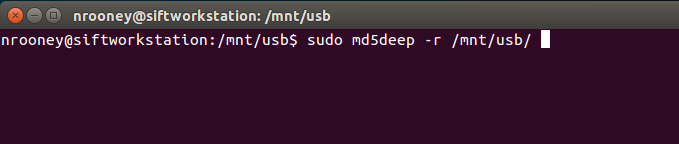 nrooney@siftworkstation: /mnt/usb
nrooney@siftworkstation:/mnt/usb$ sudo md5deep -r /mnt/usb/